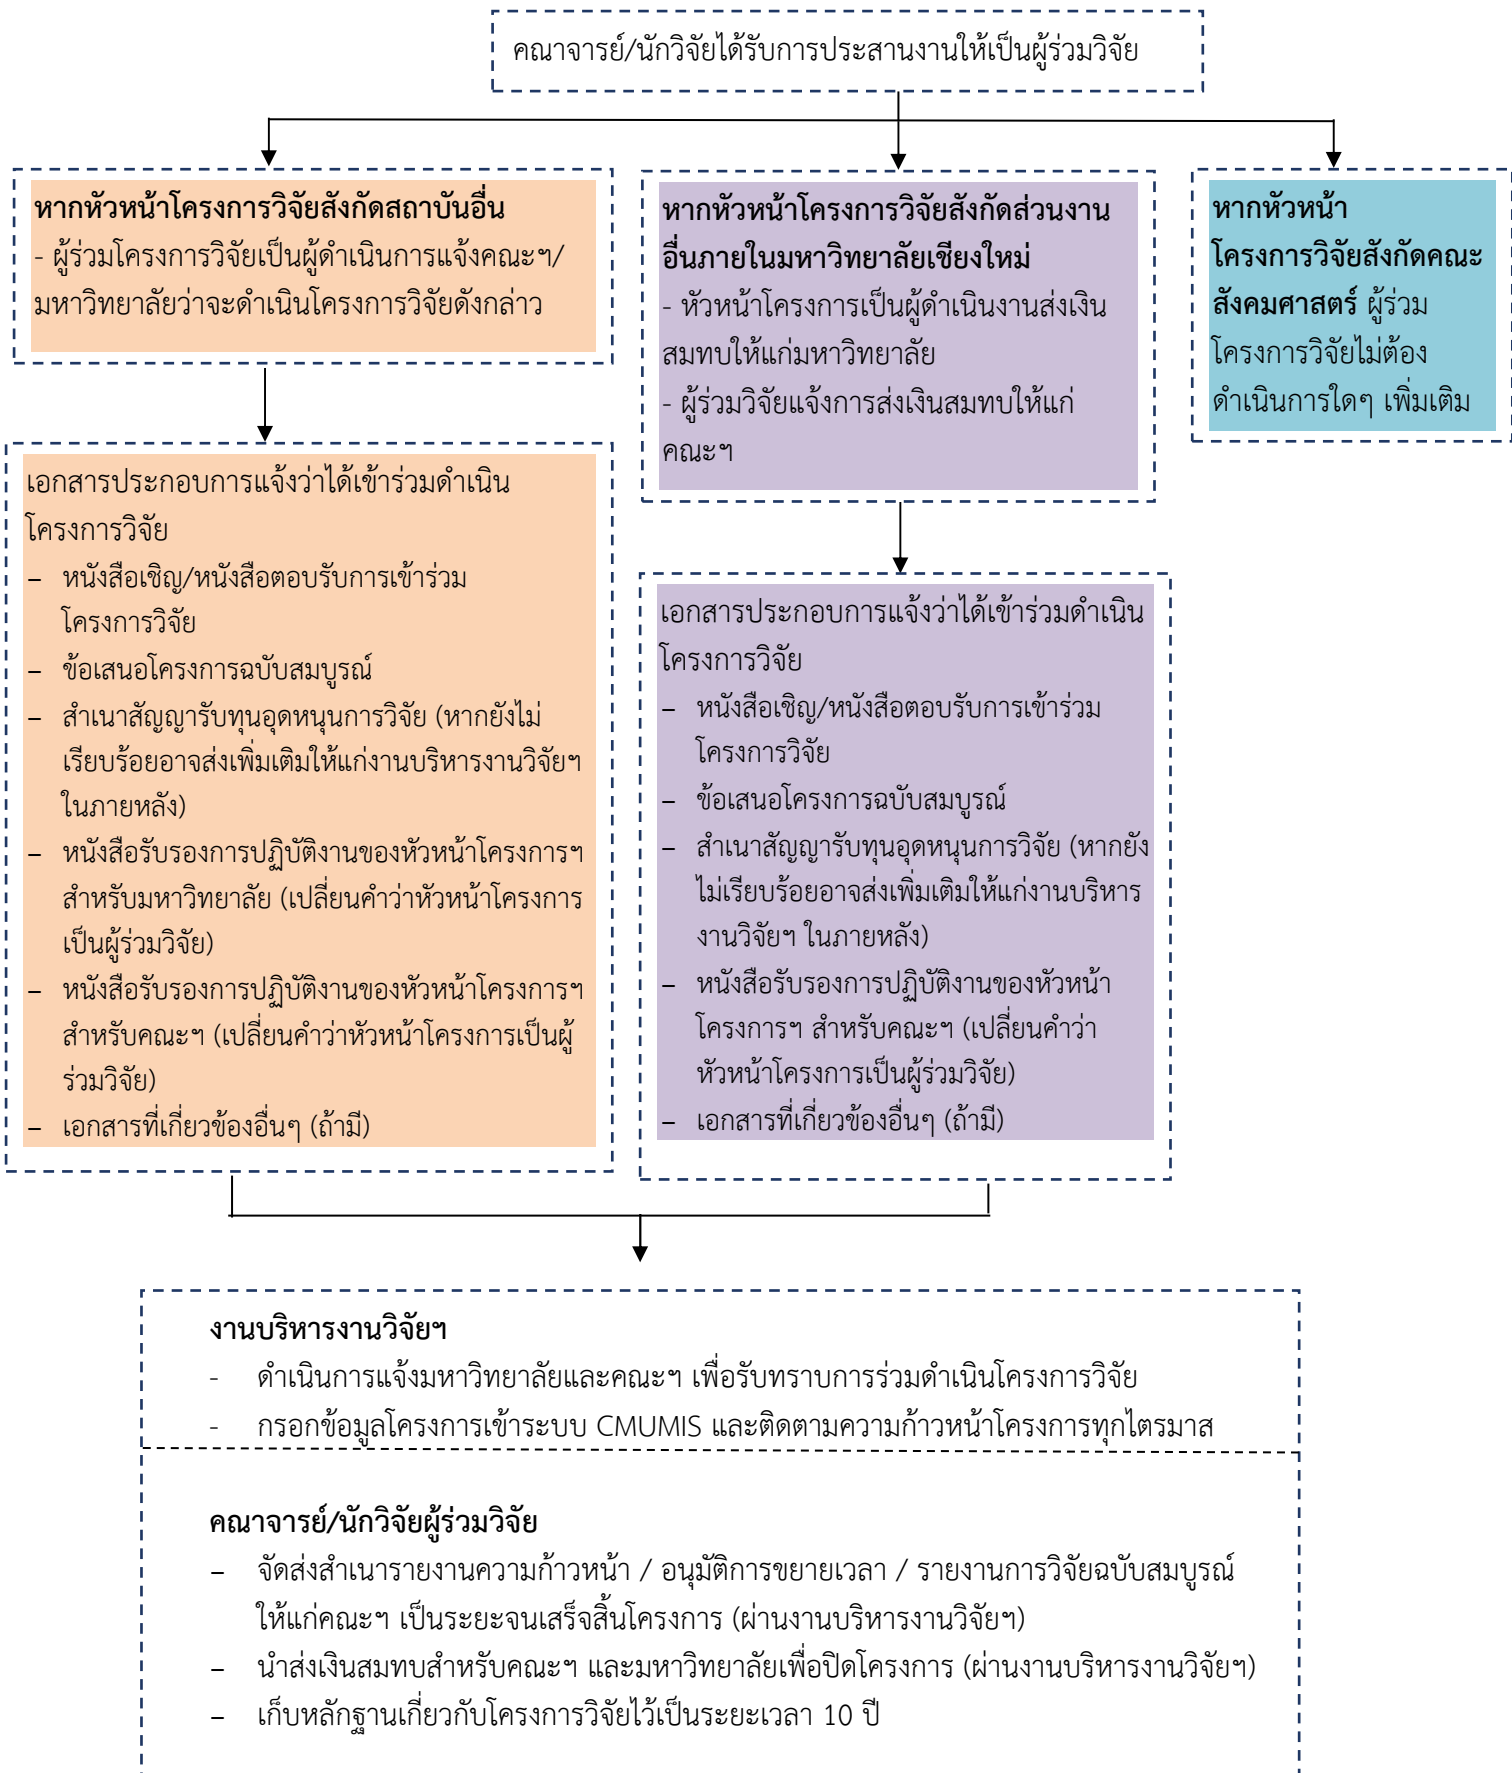 คณาจารย์/นักวิจัยได้รับการประสานงานให้เป็นผู้ร่วมวิจัย
หากหัวหน้าโครงการวิจัยสังกัดสถาบันอื่น
- ผู้ร่วมโครงการวิจัยเป็นผู้ดำเนินการแจ้งคณะฯ/
มหาวิทยาลัยว่าจะดำเนินโครงการวิจัยดังกล่าว
หากหัวหน้าโครงการวิจัยสังกัดส่วนงาน
อื่นภายในมหาวิทยาลัยเชียงใหม่
- หัวหน้าโครงการเป็นผู้ดำเนินงานส่งเงิน
สมทบให้แก่มหาวิทยาลัย
- ผู้ร่วมวิจัยแจ้งการส่งเงินสมทบให้แก่
คณะฯ
หากหัวหน้า
โครงการวิจัยสังกัดคณะ
สังคมศาสตร์ ผู้ร่วม
โครงการวิจัยไม่ต้อง
ดำเนินการใดๆ เพิ่มเติม
เอกสารประกอบการแจ้งว่าได้เข้าร่วมดำเนิน
โครงการวิจัย
– หนังสือเชิญ/หนังสือตอบรับการเข้าร่วม
โครงการวิจัย
– ข้อเสนอโครงการฉบับสมบูรณ์
– สำเนาสัญญารับทุนอุดหนุนการวิจัย (หากยังไม่
เรียบร้อยอาจส่งเพิ่มเติมให้แก่งานบริหารงานวิจัยฯ
ในภายหลัง)
– หนังสือรับรองการปฏิบัติงานของหัวหน้าโครงการฯ
สำหรับมหาวิทยาลัย (เปลี่ยนคำว่าหัวหน้าโครงการ
เป็นผู้ร่วมวิจัย)
– หนังสือรับรองการปฏิบัติงานของหัวหน้าโครงการฯ
สำหรับคณะฯ (เปลี่ยนคำว่าหัวหน้าโครงการเป็นผู้
ร่วมวิจัย)
– เอกสารที่เกี่ยวข้องอื่นๆ (ถ้ามี)
เอกสารประกอบการแจ้งว่าได้เข้าร่วมดำเนิน
โครงการวิจัย
– หนังสือเชิญ/หนังสือตอบรับการเข้าร่วม
โครงการวิจัย
– ข้อเสนอโครงการฉบับสมบูรณ์
– สำเนาสัญญารับทุนอุดหนุนการวิจัย (หากยัง
ไม่เรียบร้อยอาจส่งเพิ่มเติมให้แก่งานบริหาร
งานวิจัยฯ ในภายหลัง)
– หนังสือรับรองการปฏิบัติงานของหัวหน้า
โครงการฯ สำหรับคณะฯ (เปลี่ยนคำว่า
หัวหน้าโครงการเป็นผู้ร่วมวิจัย)
– เอกสารที่เกี่ยวข้องอื่นๆ (ถ้ามี)
งานบริหารงานวิจัยฯ
- ดำเนินการแจ้งมหาวิทยาลัยและคณะฯ เพื่อรับทราบการร่วมดำเนินโครงการวิจัย
- กรอกข้อมูลโครงการเข้าระบบ CMUMIS และติดตามความก้าวหน้าโครงการทุกไตรมาส
คณาจารย์/นักวิจัยผู้ร่วมวิจัย
– จัดส่งสำเนารายงานความก้าวหน้า / อนุมัติการขยายเวลา / รายงานการวิจัยฉบับสมบูรณ์
ให้แก่คณะฯ เป็นระยะจนเสร็จสิ้นโครงการ (ผ่านงานบริหารงานวิจัยฯ)
– นำส่งเงินสมทบสำหรับคณะฯ และมหาวิทยาลัยเพื่อปิดโครงการ (ผ่านงานบริหารงานวิจัยฯ)
– เก็บหลักฐานเกี่ยวกับโครงการวิจัยไว้เป็นระยะเวลา 10 ปี